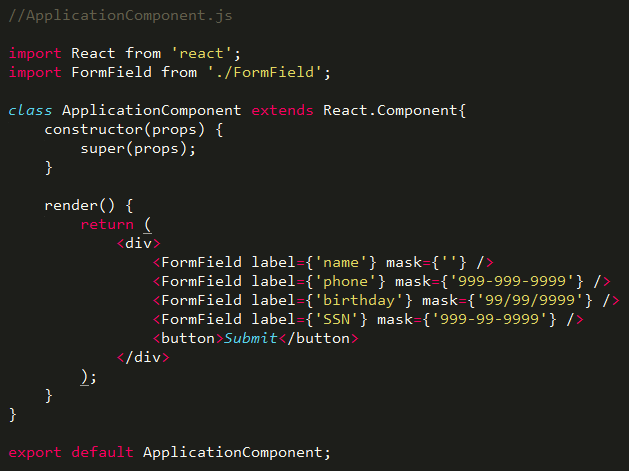 //ApplicationComponent.js

import React from 'react';
import FormField from './FormField';

class ApplicationComponent extends React.Component{
    constructor(props) {
        super(props);
    }

    render() {
        return (
            <div>
                <FormField label={'name'} mask={''} />
                <FormField label={'phone'} mask={'999-999-9999'} />
                <FormField label={'birthday'} mask={'99/99/9999'} />
                <FormField label={'SSN'} mask={'999-99-9999'} />
                <button>Submit</button>
            </div>
        );
    }
}

export default ApplicationComponent;